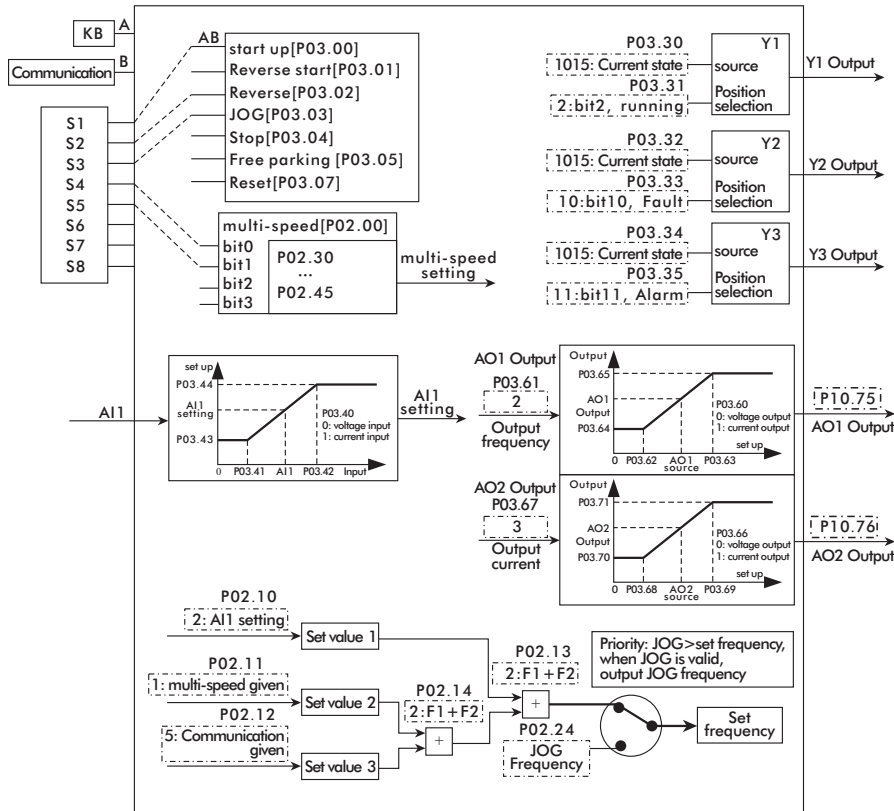 KB
A
Communication
B
S1
S2
S3
S4
S5
S6
S7
S8
AB
start up[P03.00]
Reverse start[P03.01]
Reverse[P03.02]
JOG[P03.03]
Stop[P03.04]
Free parking [P03.05]
Reset[P03.07]
multi-speed[P02.00]
bit0
bit1
bit2
bit3
P02.30
...
P02.45
multi-speed
setting
P03.30
1015: Current state
P03.31
2:bit2, running
Y1
source
Position
selection
Y1 Output
P03.32
1015: Current state
P03.33
10:bit10, Fault
Y2
source
Position
selection
Y2 Output
P03.34
1015: Current state
P03.35
11:bit11, Alarm
Y3
source
Position
selection
Y3 Output
AI1
set up
P03.44
AI1
setting
P03.43
P03.40
0: voltage input
1: current input
0
P03.41
AI1
P03.42
Input
AI1
setting
AO1 Output
P03.61
2
Output
frequency
Output
P03.65
AO1
Output
P03.64
P03.60
0: voltage output
1: current output
set up
0
P03.62
AO1
source
P03.63
P10.75
AO1 Output
AO2 Output
P03.67
3
Output
current
Output
P03.71
AO2
Output
P03.70
P03.66
0: voltage output
1: current output
set up
0
P03.68
AO2
source
P03.69
P10.76
AO2 Output
P02.10
2: AI1 setting
Set value 1
P02.11
1: multi-speed given
Set value 2
P02.12
5: Communication
given
Set value 3
P02.14
2:F1+F2
+
P02.13
2:F1+F2
+
Priority: JOG>set frequency,
when JOG is valid,
output JOG frequency
P02.24
JOG
Frequency
Set
frequency